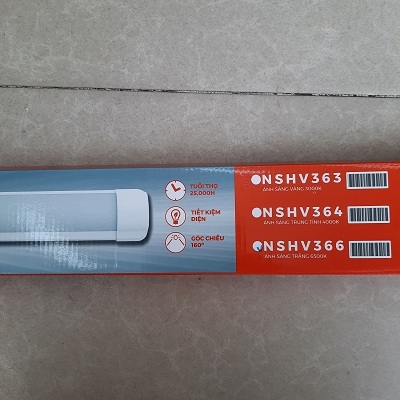 TUỔI THỌ
25.000H
TIẾT KIỆM
ĐIỆN
GÓC CHIẾU
160°
NSHV363
ÁNH SÁNG VÀNG 3000K
NSHV364
ÁNH SÁNG TRUNG TÍNH 4000K
NSHV366
ÁNH SÁNG TRẮNG 6500K